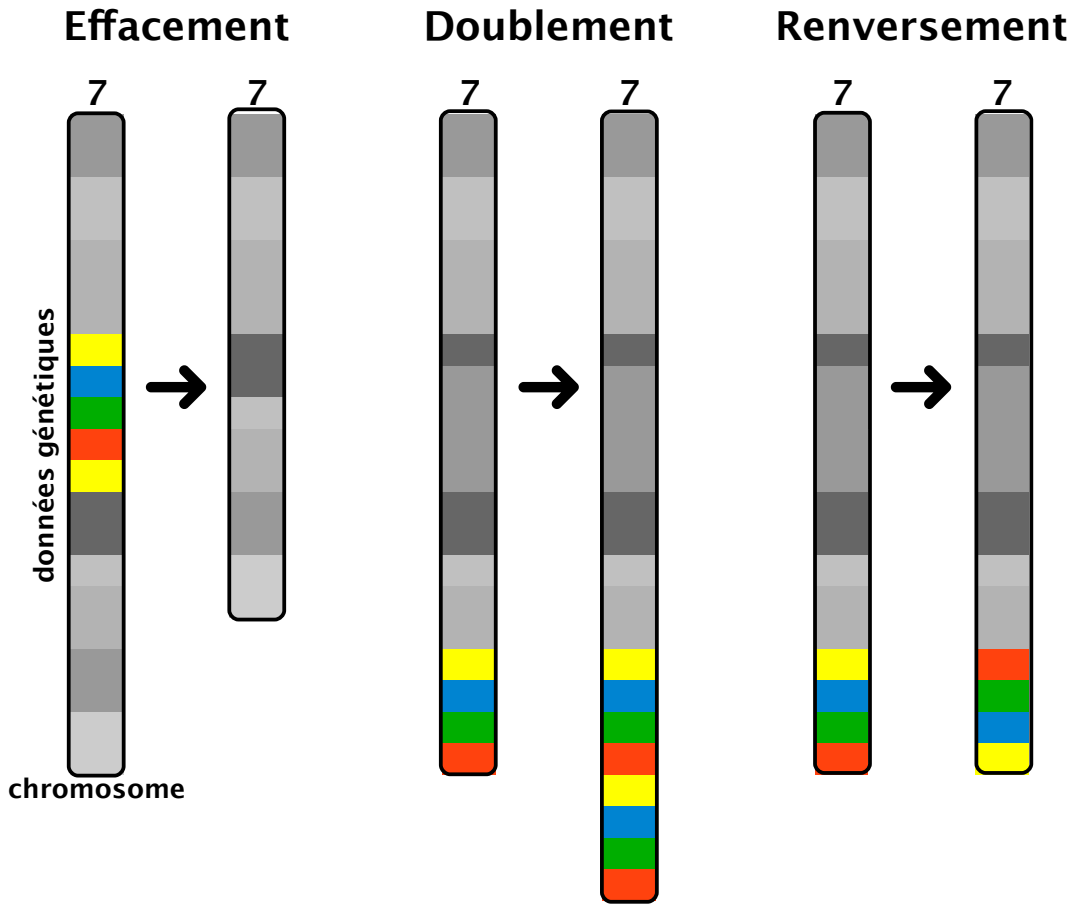 Effacement
Doublement
Renversement
7
7
7
7
7
7
données génétiques
chromosome